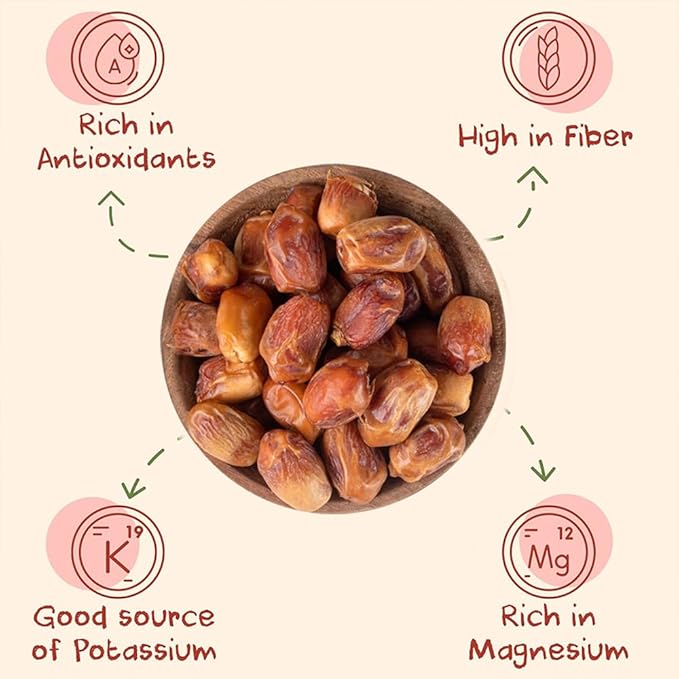 A
Rich in
Antioxidants
High in Fiber
19
K
Good source
of Potassium
12
Mg
Rich in
Magnesium